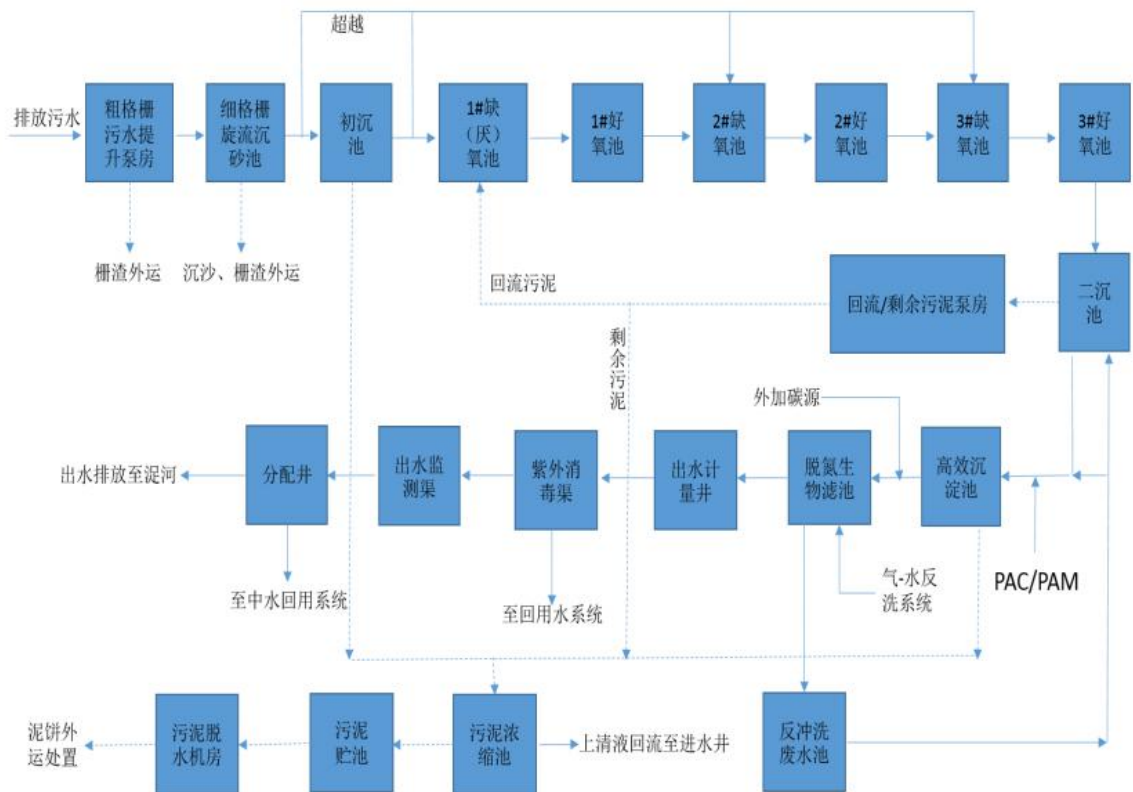 超越
排放污水
粗格栅
污水提
升泵房
细格栅
旋流沉
砂池
初沉
池
1#缺
（厌）
氧池
1#好
氧池
2#缺
氧池
2#好
氧池
3#缺
氧池
3#好
氧池
栅渣外运
沉沙、栅渣外运
回流污泥
回流/剩余污泥泵房
二沉
池
剩余污泥
外加碳源
出水排放至浞河
分配井
出水监
测渠
紫外消
毒渠
出水计
量井
脱氮生
物滤池
高效沉
淀池
至中水回用系统
至回用水系统
气-水反
洗系统
PAC/PAM
泥饼外
运处置
污泥脱
水机房
污泥
贮池
污泥浓
缩池
上清液回流至进水井
反冲洗
废水池